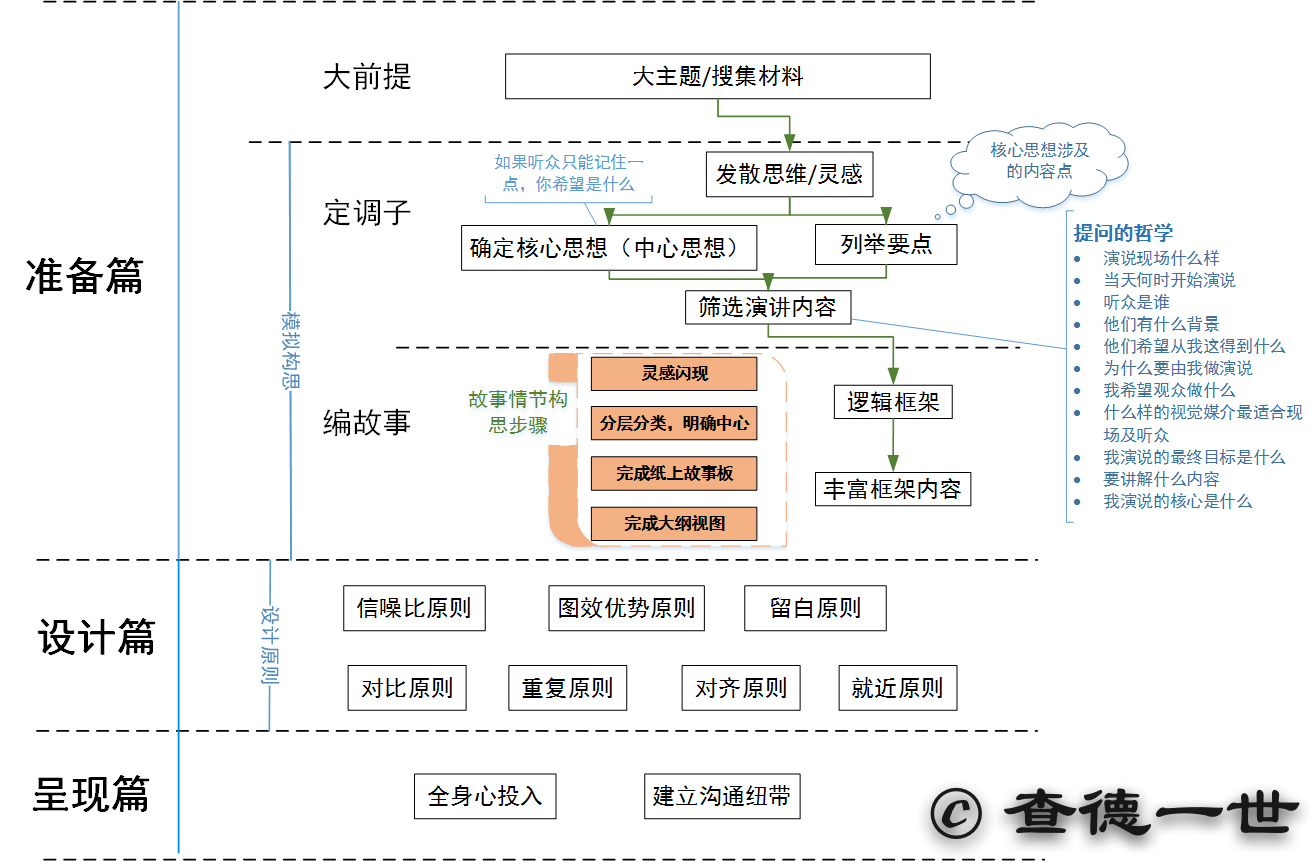 大前提
大主题/搜集材料
准备篇
模拟构思
定调子
发散思维/灵感
如果听众只能记住一
点，你希望是什么
确定核心思想（中心思想）
列举要点
核心思想涉及
的内容点
筛选演讲内容
提问的哲学
演说现场什么样
当天何时开始演说
听众是谁
他们有什么背景
他们希望从我这得到什么
为什么要由我做演说
我希望观众做什么
什么样的视觉媒介最适合现
场及听众
我演说的最终目标是什么
要讲解什么内容
我演说的核心是什么
编故事
故事情节构
思步骤
灵感闪现
分层分类，明确中心
完成纸上故事板
完成大纲视图
逻辑框架
丰富框架内容
设计篇
设计原则
信噪比原则
图效优势原则
留白原则
对比原则
重复原则
对齐原则
就近原则
呈现篇
全身心投入
建立沟通纽带
© 查德一世